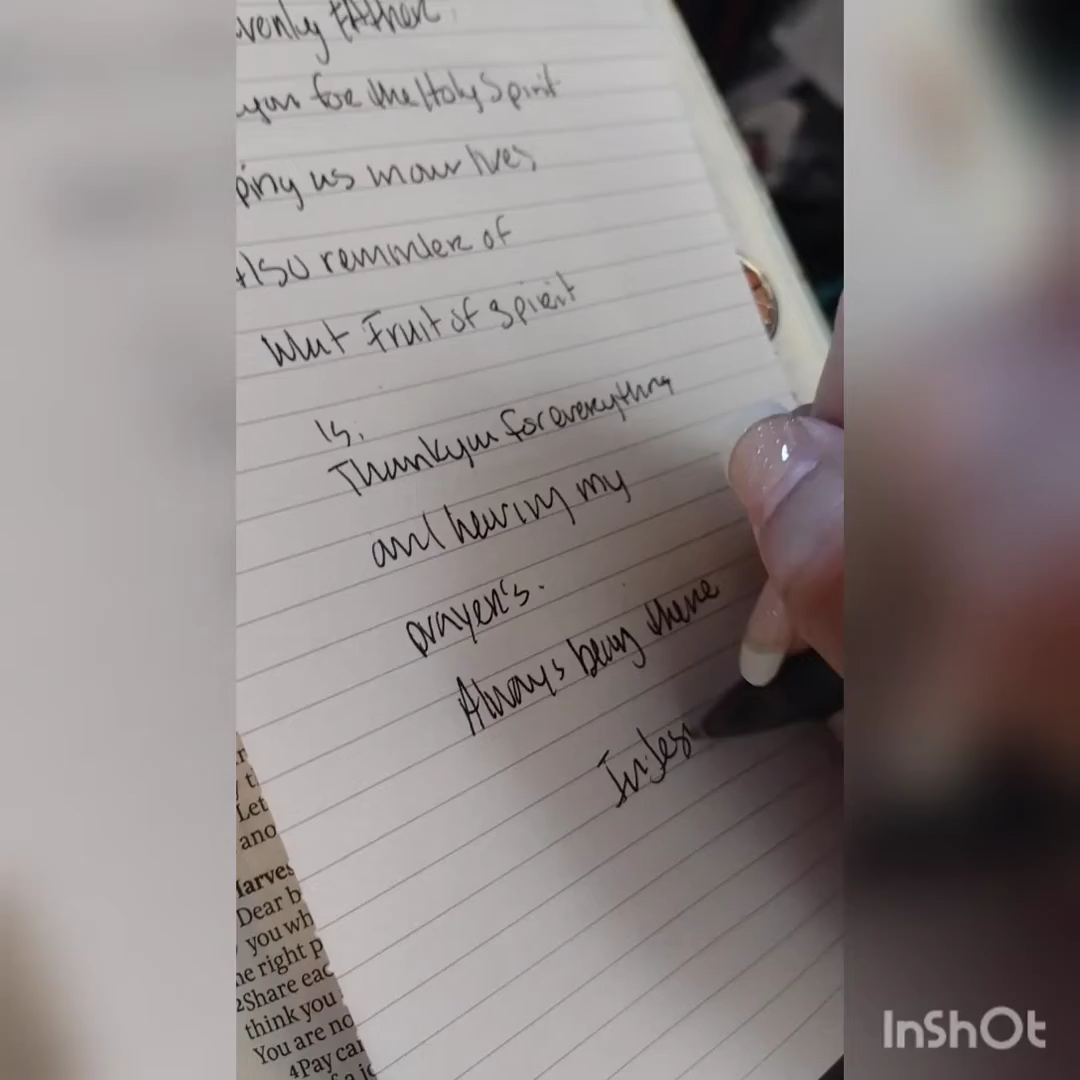 venly FAther
you for the Holy Spirit
ping us in our lives
Also reminder of
What Fruit of Spirit
Is.
Thankyou for everything
and hearing my
prayer's.
Always being there
In Jes
Let
ano
Harves
Dear b
you wh
he right p
2Share eac
think you
You are no
4Pay car
InShOt